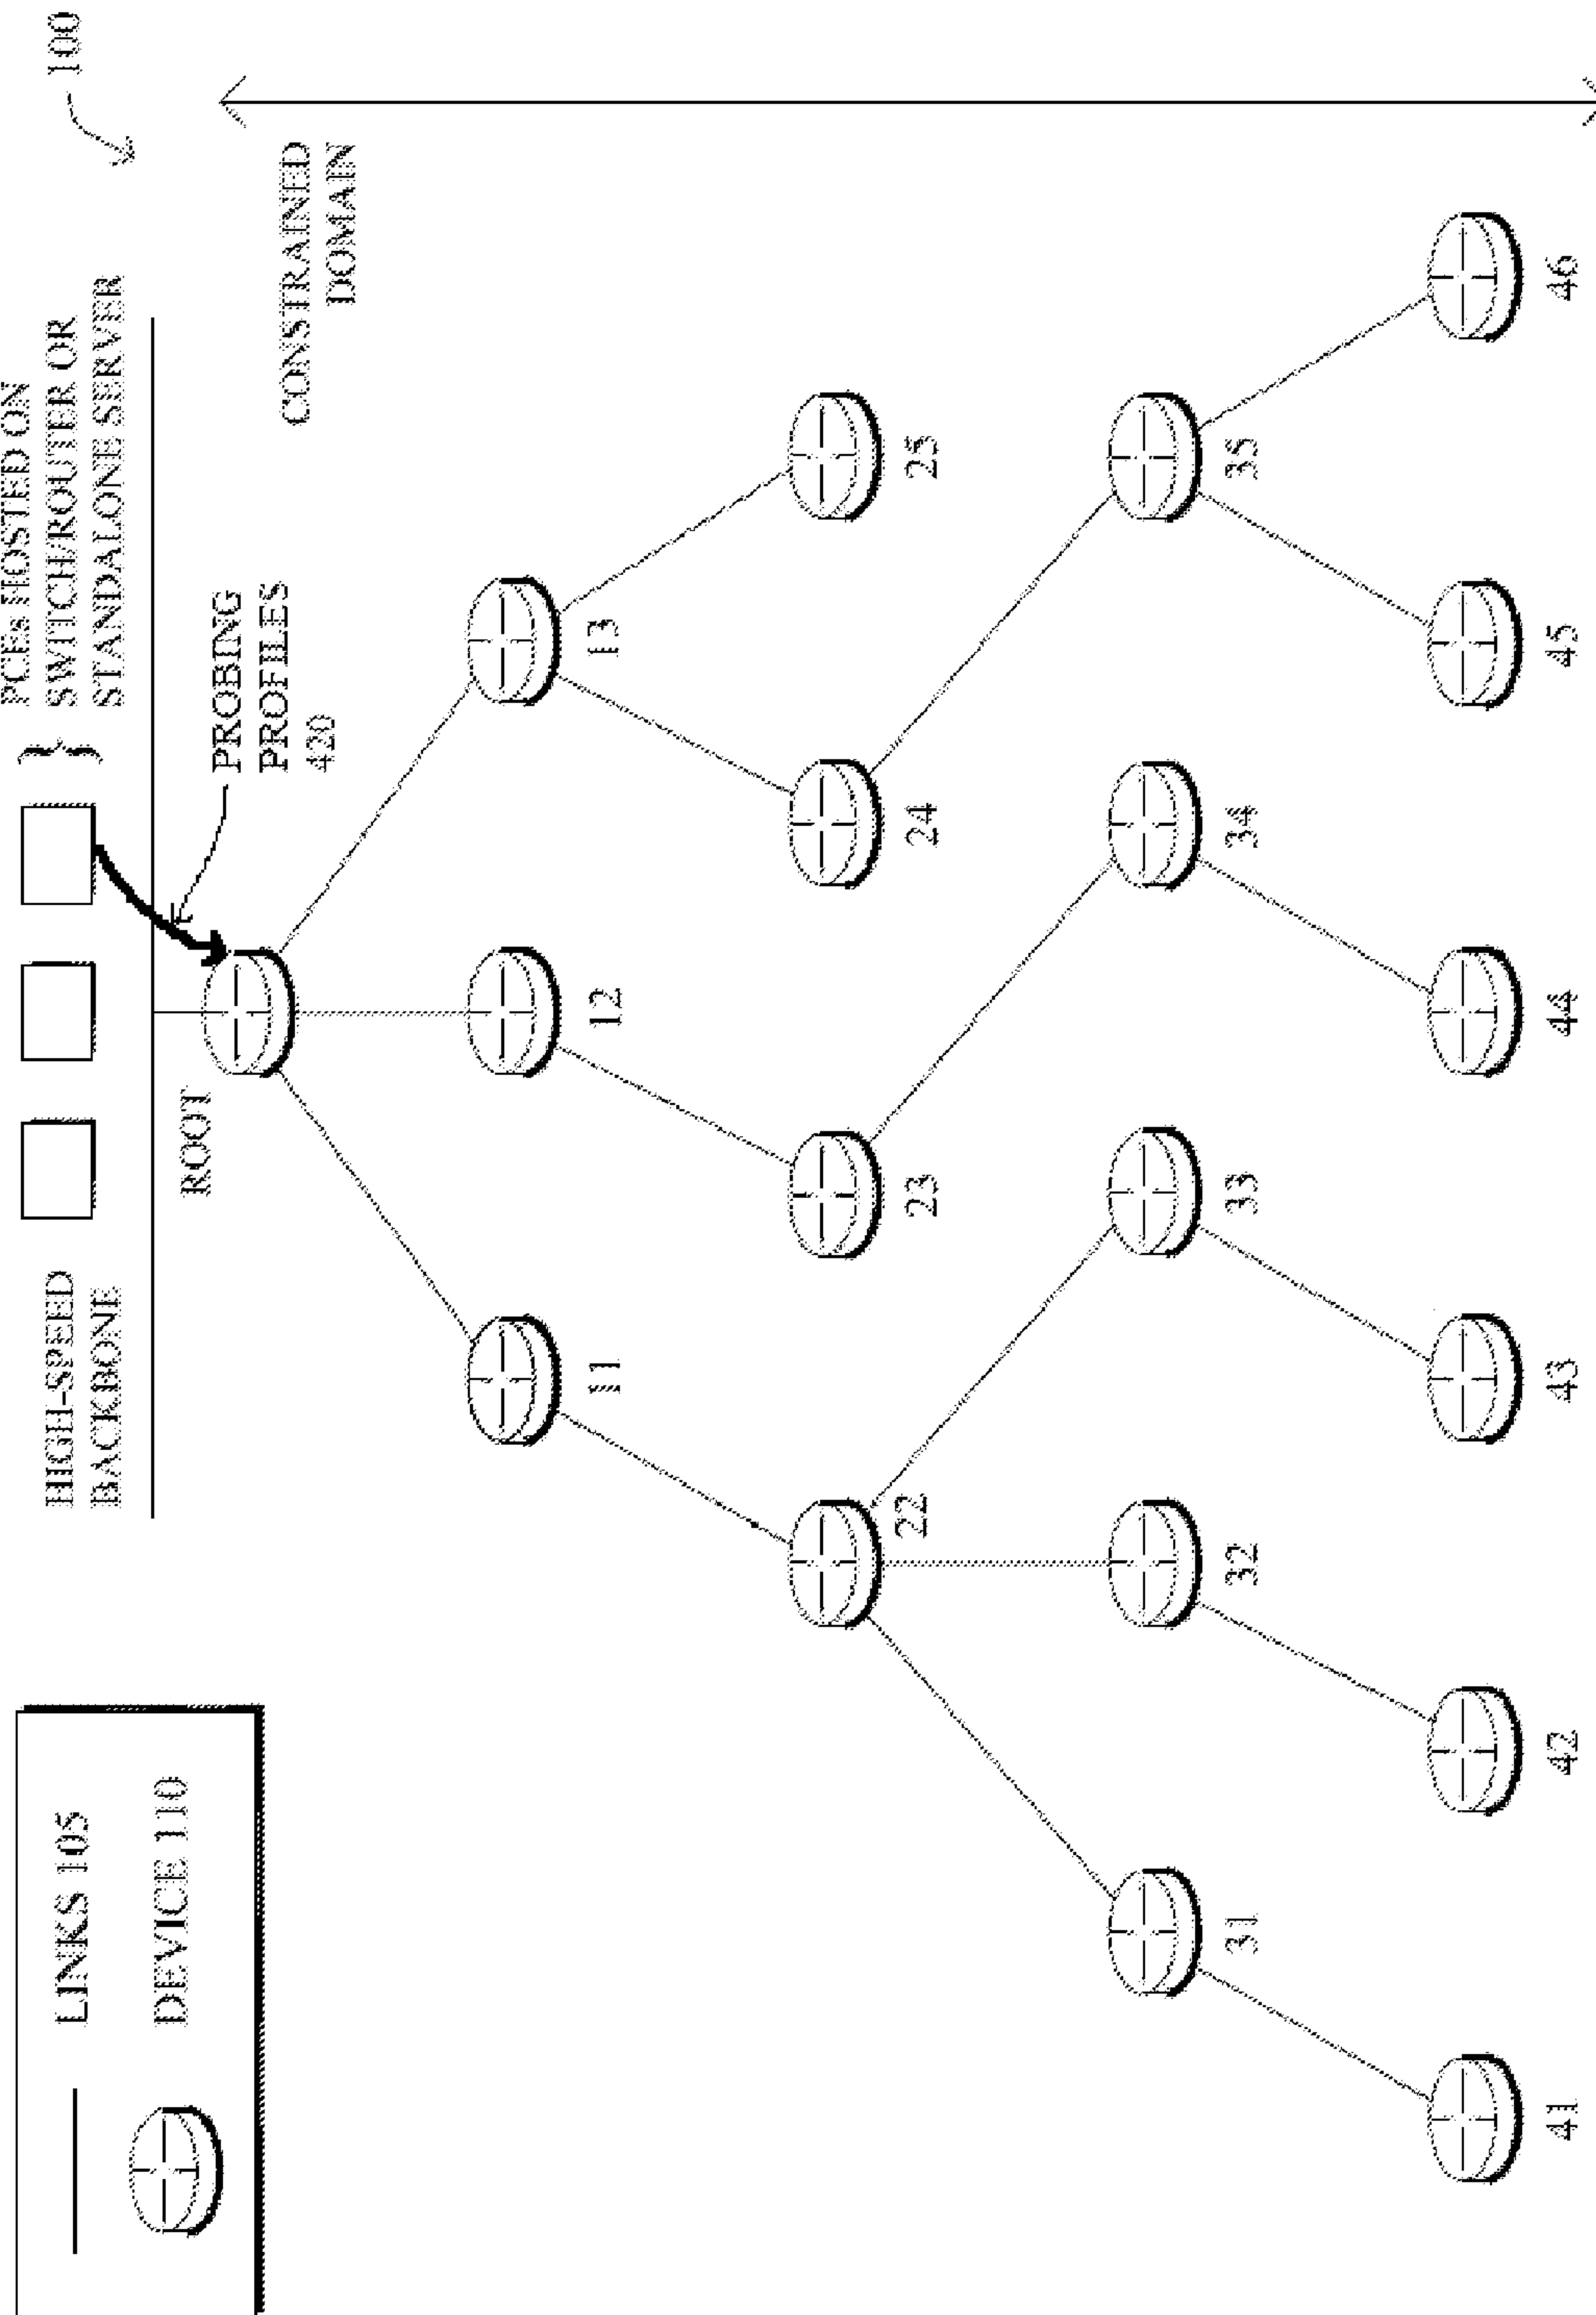 LINKS 105
DEVICE 110
HIGH-SPEED
BACKBONE
PCEs HOSTED ON
SWITCH/ROUTER OR
STANDALONE SERVER
100
ROOT
PROBING
PROFILES
420
CONSTRAINED
DOMAIN
11
12
13
22
23
24
25
31
32
33
34
35
41
42
43
44
45
46